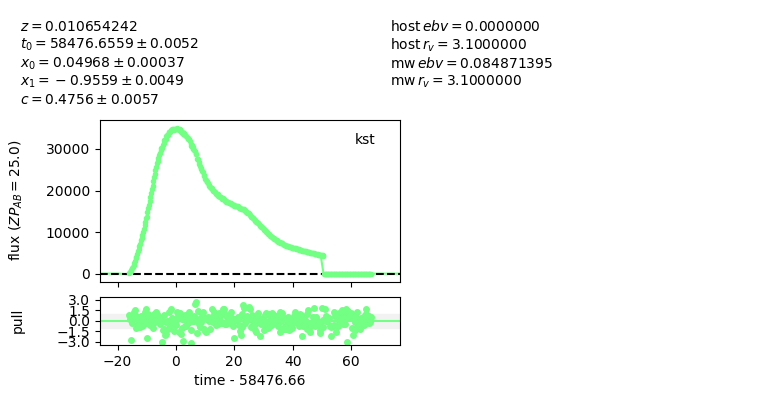 z = 0.010654242
t₀ = 58476.6559 ± 0.0052
x₀ = 0.04968 ± 0.00037
x₁ = −0.9559 ± 0.0049
c = 0.4756 ± 0.0057
host ebv = 0.0000000
host r_v = 3.1000000
mw ebv = 0.084871395
mw r_v = 3.1000000
kst
flux (ZP_AB = 25.0)
30000
20000
10000
0
pull
3.0
1.5
0.0
−1.5
−3.0
−20 0 20 40 60
time - 58476.66